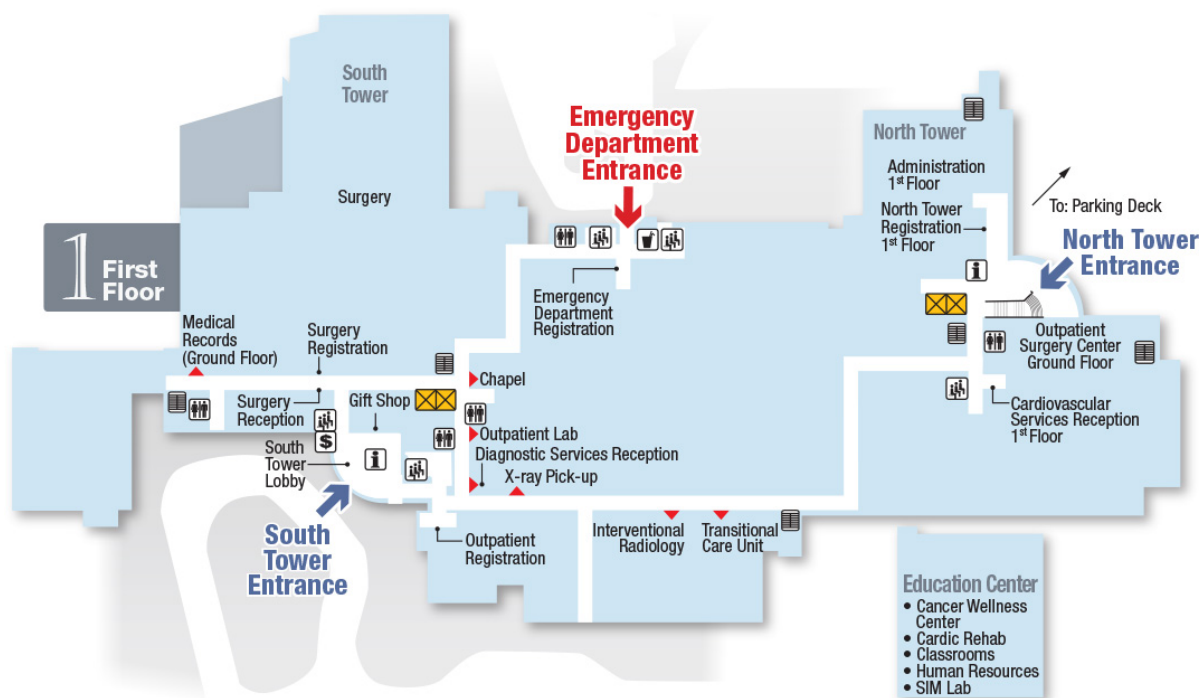 South
Tower
Surgery
Emergency
Department
Entrance
North Tower
Administration
1st Floor
North Tower
Registration
1st Floor
To: Parking Deck
North Tower
Entrance
1 First
Floor
Emergency
Department
Registration
Medical
Records
(Ground Floor)
Surgery
Registration
Outpatient
Surgery Center
Ground Floor
Chapel
Surgery
Reception
Gift Shop
Cardiovascular
Services Reception
1st Floor
$
Outpatient Lab
South
Tower
Lobby
i
i
Diagnostic Services Reception
X-ray Pick-up
South
Tower
Entrance
Outpatient
Registration
Interventional
Radiology
Transitional
Care Unit
Education Center
• Cancer Wellness
Center
• Cardic Rehab
• Classrooms
• Human Resources
• SIM Lab